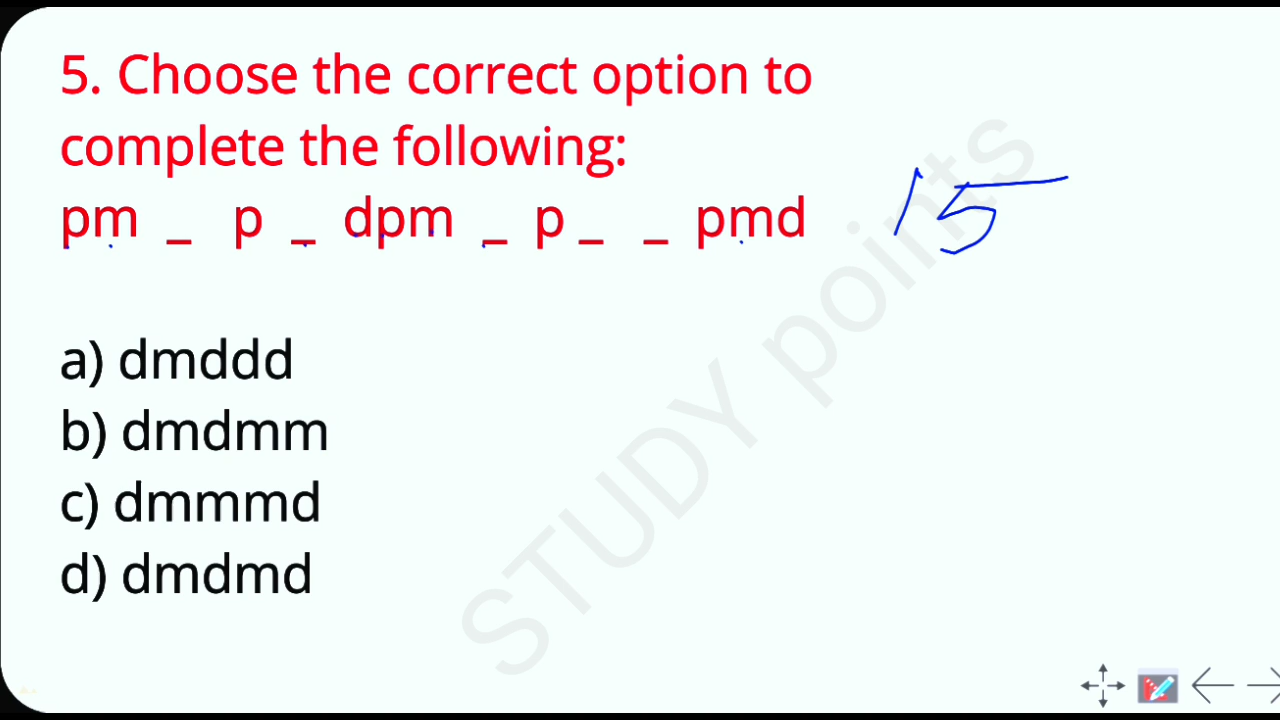 5. Choose the correct option to
complete the following:
pm _ p _ dpm _ p _ _ pmd
15
a) dmddd
b) dmdmm
c) dmmmd
d) dmdmd
STUDY points